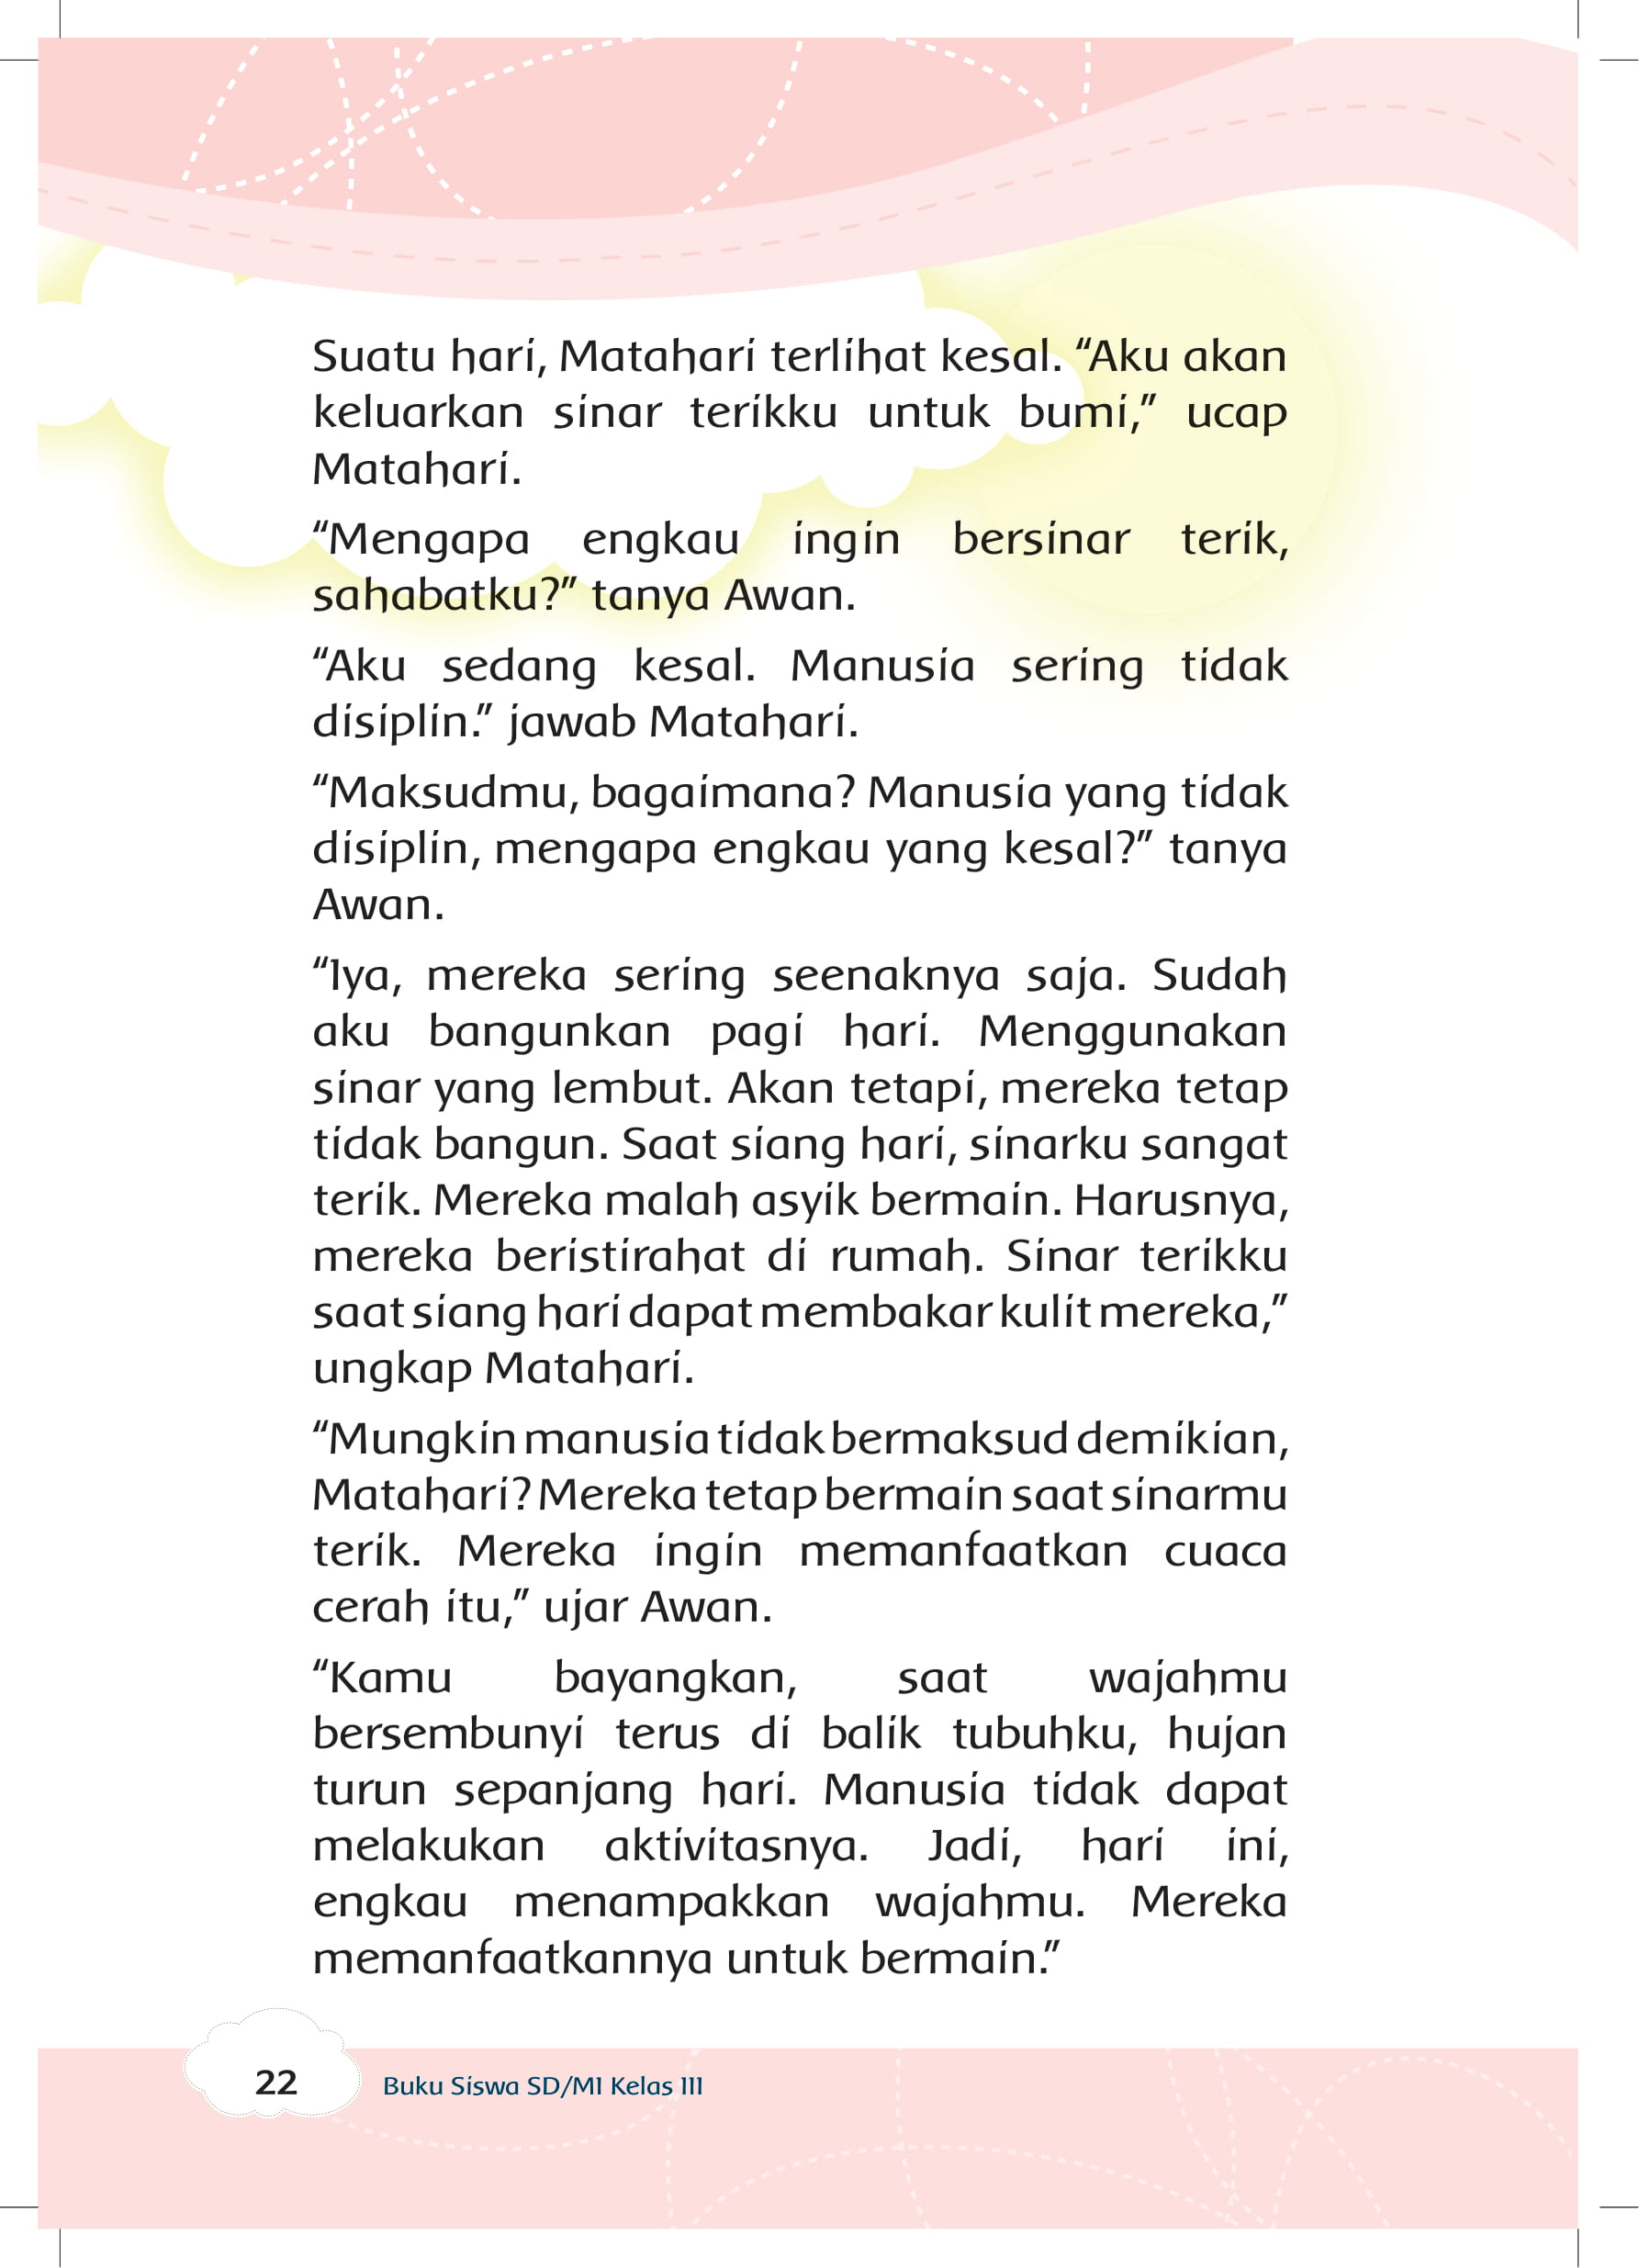 Suatu hari, Matahari terlihat kesal. “Aku akan
keluarkan sinar terikku untuk bumi,” ucap
Matahari.
“Mengapa engkau ingin bersinar terik,
sahabatku?” tanya Awan.
“Aku sedang kesal. Manusia sering tidak
disiplin.” jawab Matahari.
“Maksudmu, bagaimana? Manusia yang tidak
disiplin, mengapa engkau yang kesal?” tanya
Awan.
“Iya, mereka sering seenaknya saja. Sudah
aku bangunkan pagi hari. Menggunakan
sinar yang lembut. Akan tetapi, mereka tetap
tidak bangun. Saat siang hari, sinarku sangat
terik. Mereka malah asyik bermain. Harusnya,
mereka beristirahat di rumah. Sinar terikku
saat siang hari dapat membakar kulit mereka,”
ungkap Matahari.
“Mungkin manusia tidak bermaksud demikian,
Matahari? Mereka tetap bermain saat sinarmu
terik. Mereka ingin memanfaatkan cuaca
cerah itu,” ujar Awan.
“Kamu bayangkan, saat wajahmu
bersembunyi terus di balik tubuhku, hujan
turun sepanjang hari. Manusia tidak dapat
melakukan aktivitasnya. Jadi, hari ini,
engkau menampakkan wajahmu. Mereka
memanfaatkannya untuk bermain.”
22
Buku Siswa SD/MI Kelas III